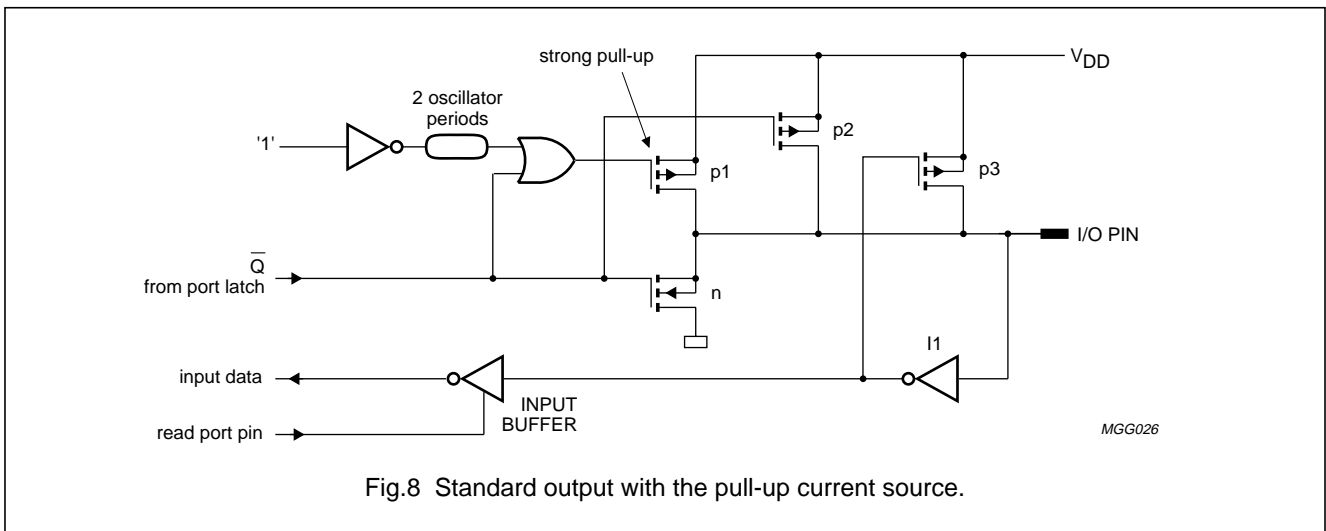 strong pull-up
VDD
2 oscillator
periods
'1'
p2
p1
p3
I/O PIN
Q
from port latch
n
I1
input data
INPUT
BUFFER
read port pin
MGG026
Fig.8 Standard output with the pull-up current source.